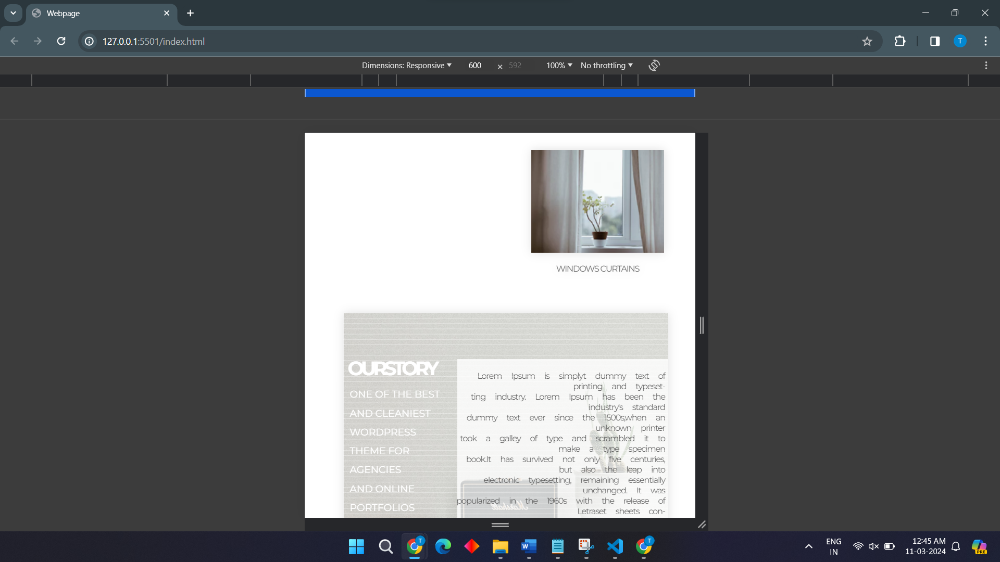 Webpage
127.0.0.1:5501/index.html
T
Dimensions: Responsive 600 × 592 100% No throttling
WINDOWS CURTAINS
OURSTORY
ONE OF THE BEST
AND CLEANIEST
WORDPRESS
THEME FOR
AGENCIES
AND ONLINE
PORTFOLIOS
Lorem Ipsum is simplyt dummy text of
printing and typeset-
ting industry. Lorem Ipsum has been the
industry's standard
dummy text ever since the 1500s,when an
unknown printer
took a galley of type and scrambled it to
make a type specimen
book.It has survived not only five centuries,
but also the leap into
electronic typesetting, remaining essentially
unchanged. It was
popularized in the 1960s with the release of
Letraset sheets con-
Marshall
T
W
T
ENG
IN
12:45 AM
11-03-2024
PRE